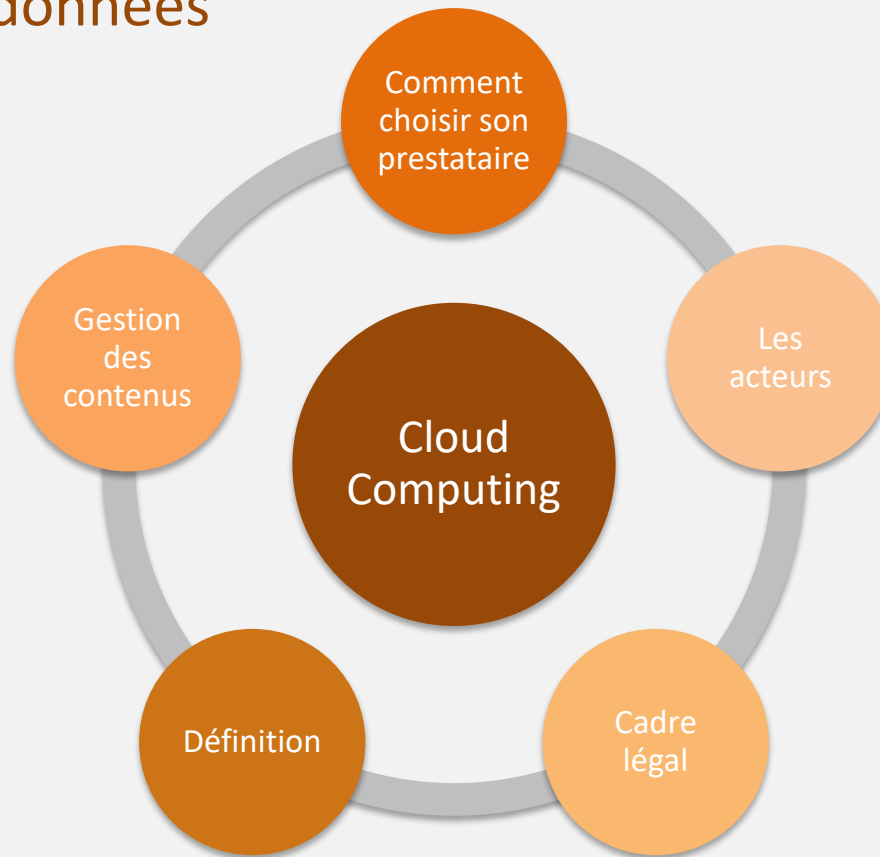 données
Comment
choisir son
prestataire
Les
acteurs
Cadre
légal
Définition
Gestion
des
contenus
Cloud
Computing